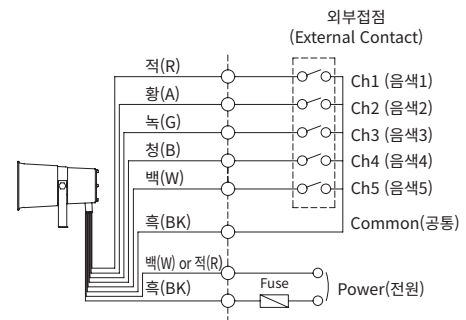 외부접점
(External Contact)
적(R)
Ch1 (음색1)
황(A)
Ch2 (음색2)
녹(G)
Ch3 (음색3)
청(B)
Ch4 (음색4)
백(W)
Ch5 (음색5)
흑(BK)
Common(공통)
백(W) or 적(R)
흑(BK)
Fuse
Power(전원)